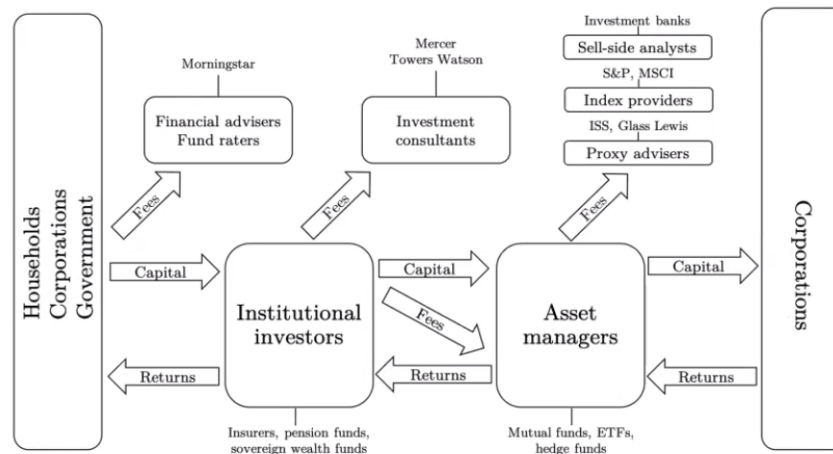 Investment banks
Sell-side analysts
S&P, MSCI
Index providers
ISS, Glass Lewis
Proxy advisers
Mercer
Towers Watson
Investment
consultants
Morningstar
Financial advisers
Fund raters
Fees
Fees
Fees
Households
Corporations
Government
Capital
Institutional
investors
Capital
Fees
Asset
managers
Capital
Corporations
Returns
Returns
Returns
Insurers, pension funds,
sovereign wealth funds
Mutual funds, ETFs,
hedge funds